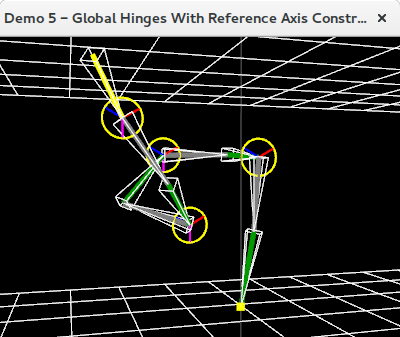 Demo 5 – Global Hinges With Reference Axis Constr...